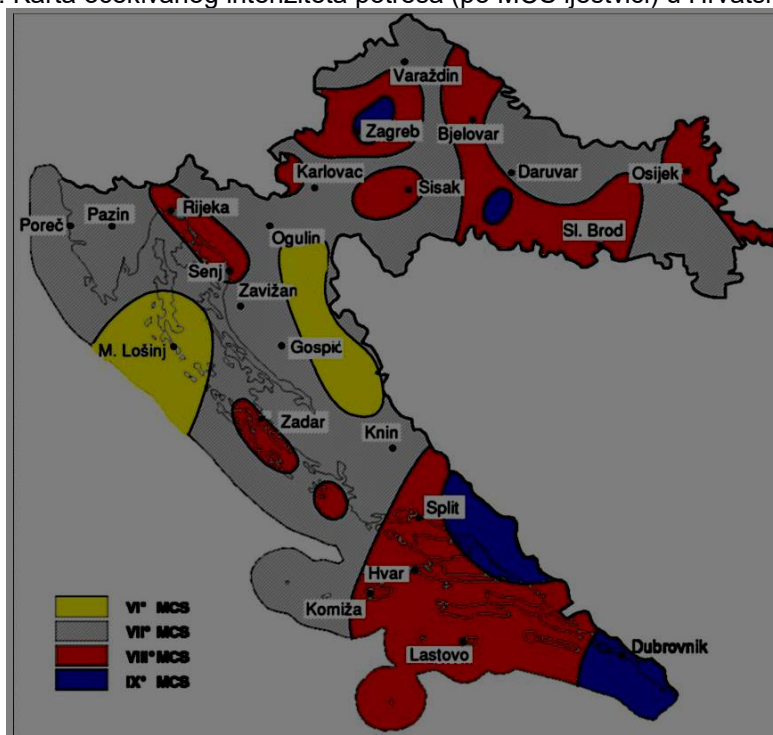 Karta očekivanog intenziteta potresa (po MCS ljestvici) u
Varaždin
Zagreb
Bjelovar
Karlovac
Sisak
Daruvar
Osijek
Rijeka
Pazin
Poreč
Ogulin
Sl. Brod
Senj
Zavižan
M. Lošinj
Gospić
Zadar
Knin
Split
Hvar
Komiža
Lastovo
Dubrovnik
VI° MCS
VII° MCS
VIII° MCS
IX° MCS